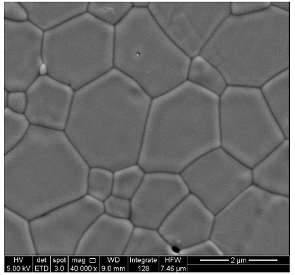 HV det spot mag □ WD Integrate HFW
5.00 kV ETD 3.0 40 000 x 9.0 mm 128 7.46 µm
2 µm